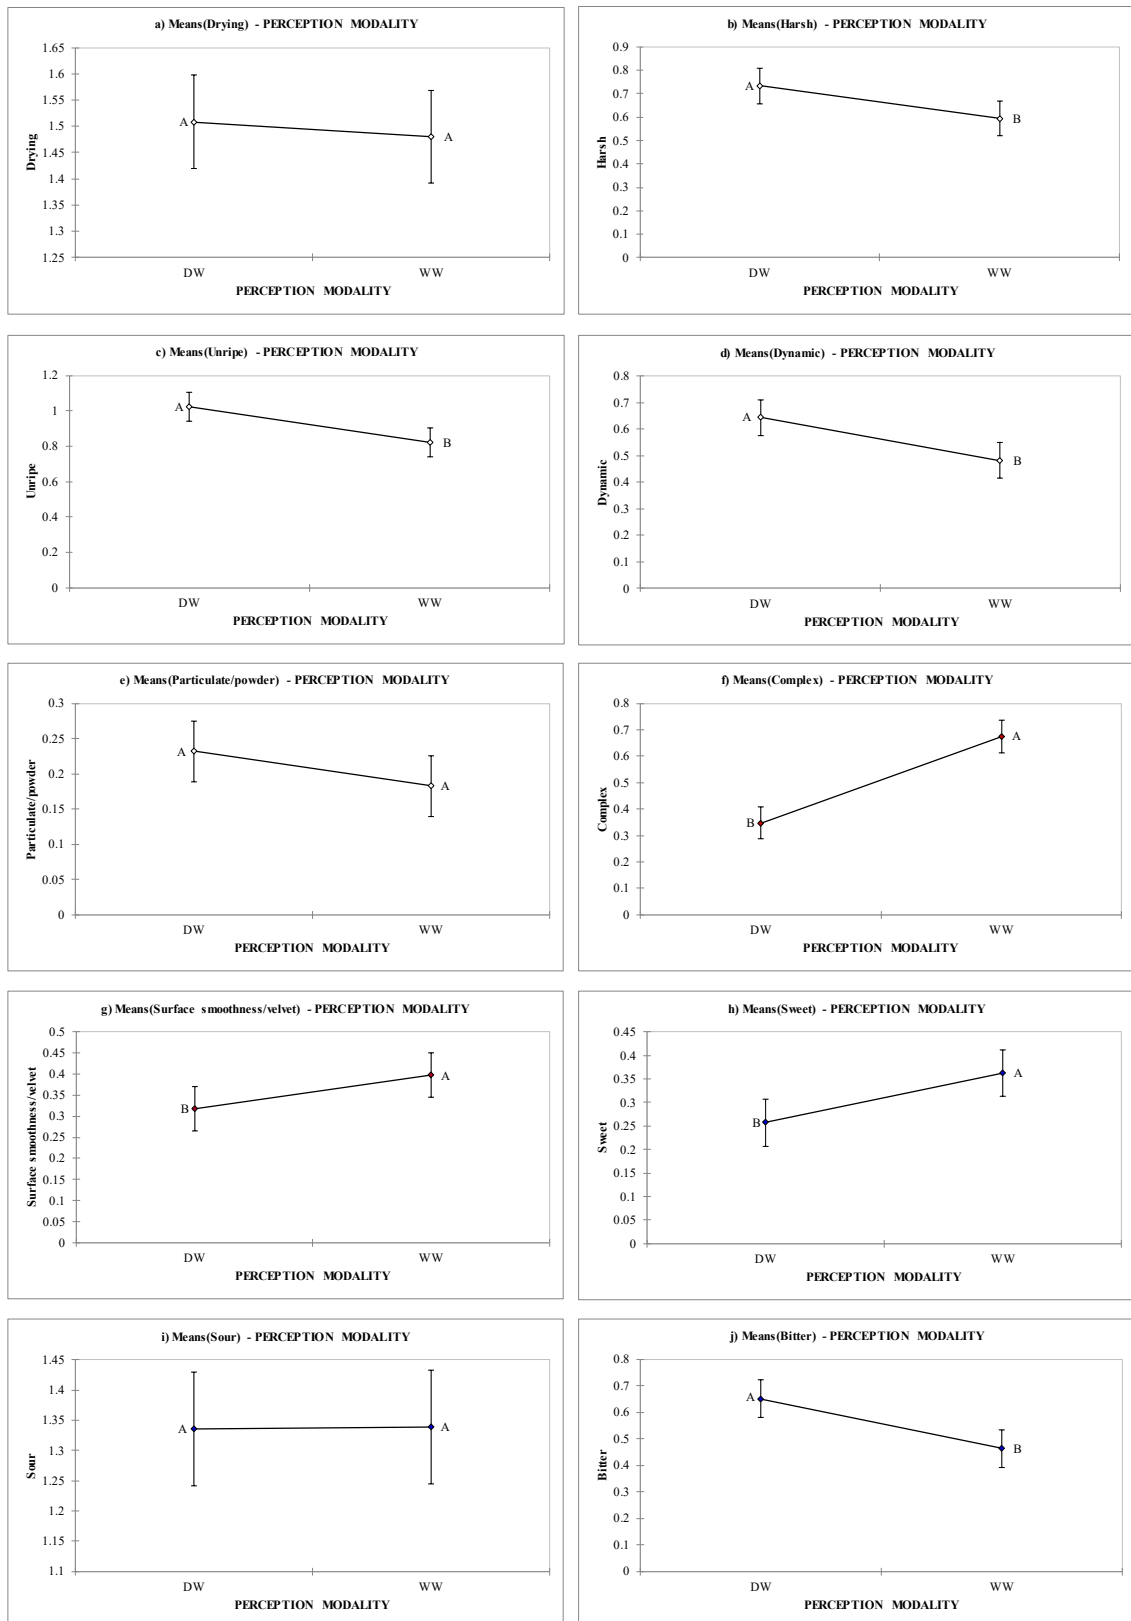 a) Means(Drying) - PERCEPTION MODALITY
1.65
1.6
1.55
1.5
1.45
1.4
1.35
1.3
1.25
Drying
A
A
DW
WW
PERCEPTION MODALITY
b) Means(Harsh) - PERCEPTION MODALITY
0.9
0.8
0.7
0.6
0.5
0.4
0.3
0.2
0.1
0
Harsh
A
B
DW
WW
PERCEPTION MODALITY
c) Means(Unripe) - PERCEPTION MODALITY
1.2
1
0.8
0.6
0.4
0.2
0
Unripe
A
B
DW
WW
PERCEPTION MODALITY
d) Means(Dynamic) - PERCEPTION MODALITY
0.8
0.7
0.6
0.5
0.4
0.3
0.2
0.1
0
Dynamic
A
B
DW
WW
PERCEPTION MODALITY
e) Means(Particulate/powder) - PERCEPTION MODALITY
0.3
0.25
0.2
0.15
0.1
0.05
0
Particulate/powder
A
A
DW
WW
PERCEPTION MODALITY
f) Means(Complex) - PERCEPTION MODALITY
0.8
0.7
0.6
0.5
0.4
0.3
0.2
0.1
0
Complex
B
A
DW
WW
PERCEPTION MODALITY
g) Means(Surface smoothness/velvet) - PERCEPTION MODALITY
0.5
0.45
0.4
0.35
0.3
0.25
0.2
0.15
0.1
0.05
0
Surface smoothness/velvet
B
A
DW
WW
PERCEPTION MODALITY
h) Means(Sweet) - PERCEPTION MODALITY
0.45
0.4
0.35
0.3
0.25
0.2
0.15
0.1
0.05
0
Sweet
B
A
DW
WW
PERCEPTION MODALITY
i) Means(Sour) - PERCEPTION MODALITY
1.45
1.4
1.35
1.3
1.25
1.2
1.15
1.1
Sour
A
A
DW
WW
PERCEPTION MODALITY
j) Means(Bitter) - PERCEPTION MODALITY
0.8
0.7
0.6
0.5
0.4
0.3
0.2
0.1
0
Bitter
A
B
DW
WW
PERCEPTION MODALITY